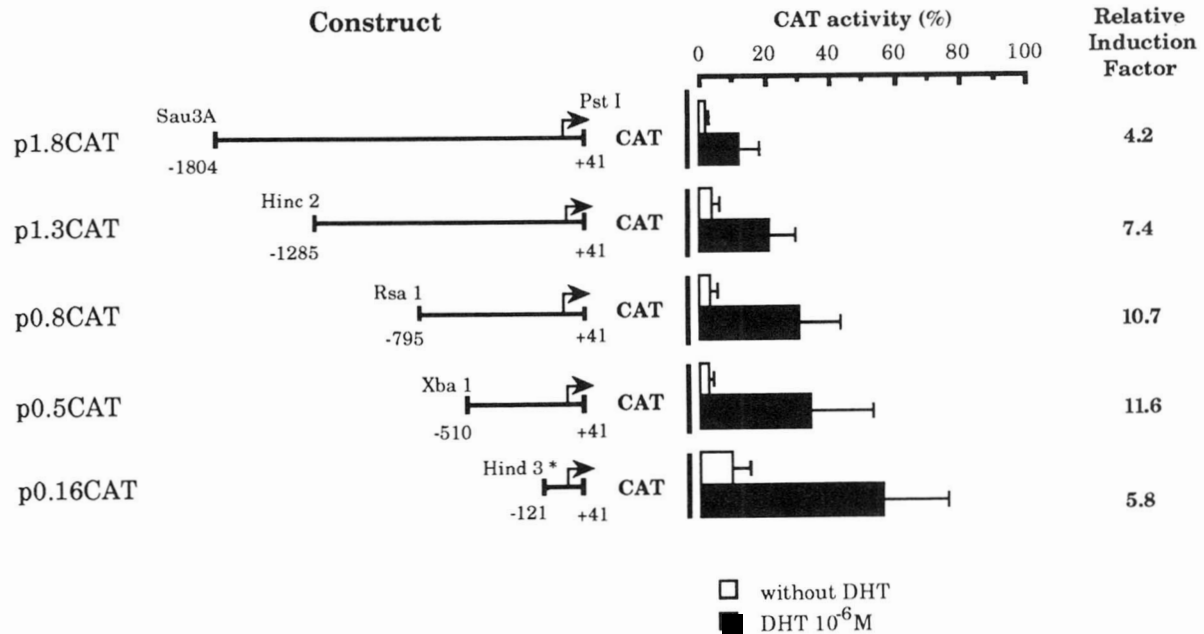 Construct
CAT activity (%)
Relative
Induction
Factor
0 20 40 60 80 100
p1.8CAT
Sau3A
Pst I
-1804
+41
CAT
4.2
p1.3CAT
Hinc 2
-1285
+41
CAT
7.4
p0.8CAT
Rsa 1
-795
+41
CAT
10.7
p0.5CAT
Xba 1
-510
+41
CAT
11.6
p0.16CAT
Hind 3 *
-121
+41
CAT
5.8
without DHT
DHT 10⁻⁶M